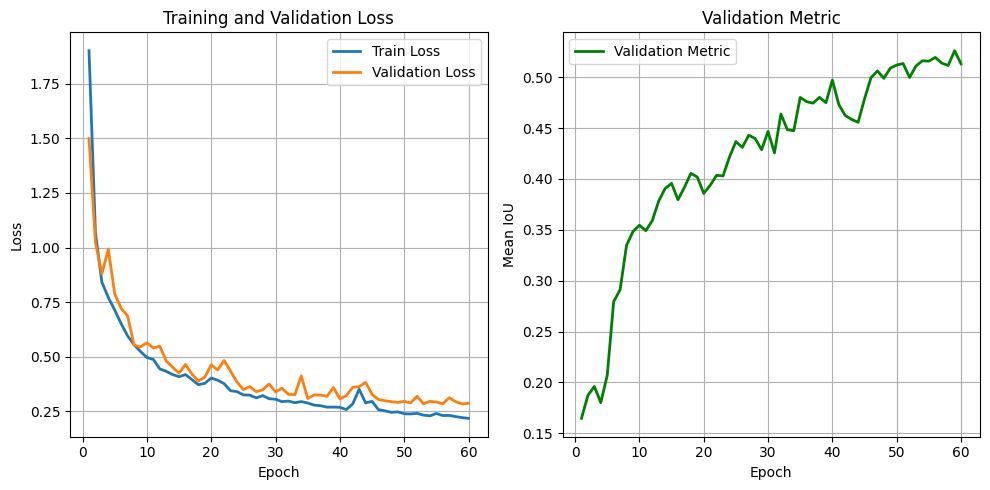 Training and Validation Loss
Train Loss
Validation Loss
1.75
1.50
1.25
1.00
0.75
0.50
0.25
Loss
0 10 20 30 40 50 60
Epoch
Validation Metric
Validation Metric
0.50
0.45
0.40
0.35
0.30
0.25
0.20
0.15
Mean IoU
0 10 20 30 40 50 60
Epoch